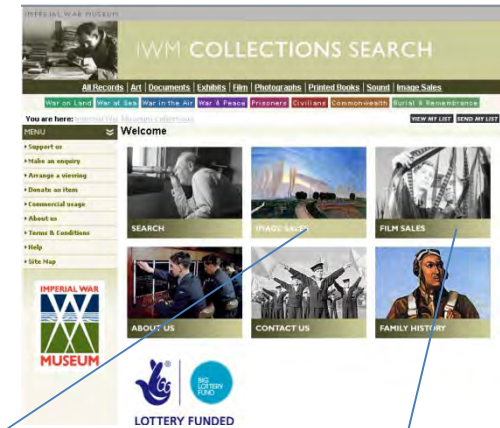 IMPERIAL WAR MUSEUM
IWM COLLECTIONS SEARCH
All Records | Art | Documents | Exhibits | Film | Photographs | Printed Books | Sound | Image Sales
War on Land War at Sea War in the Air War & Peace Prisoners Civilians Commonwealth Burial & Remembrance
You are here: Imperial War Museum Collections
VIEW MY LIST SEND MY LIST
MENU
Welcome
Support us
Make an enquiry
Arrange a viewing
Donate an item
Commercial usage
About us
Terms & Conditions
Help
Site Map
SEARCH
IMAGE SALES
FILM SALES
IMPERIAL WAR
MUSEUM
ABOUT US
CONTACT US
FAMILY HISTORY
BIG
LOTTERY
FUND
LOTTERY FUNDED